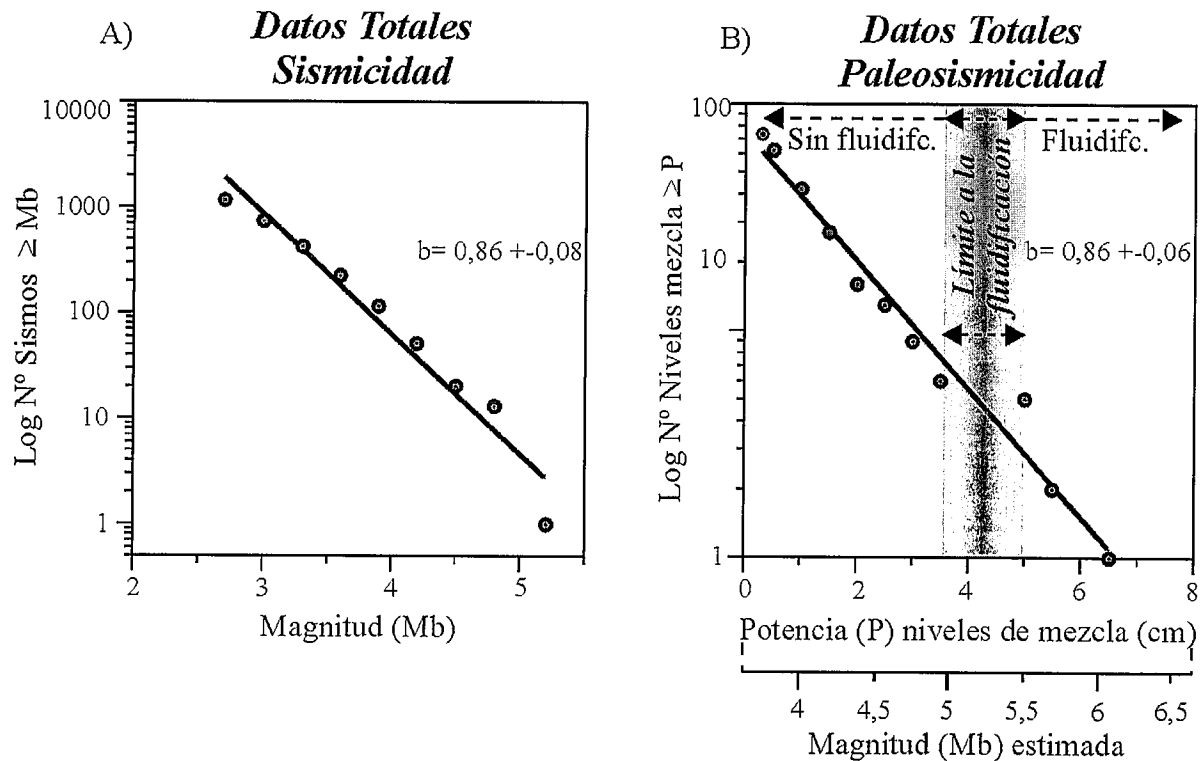 A)
Datos Totales
Sismicidad
10000
1000
100
10
1
Log Nº Sismos ≥ Mb
b= 0,86 +-0,08
2
3
4
5
Magnitud (Mb)
B)
Datos Totales
Paleosismicidad
100
10
1
Log Nº Niveles mezcla ≥ P
Sin fluidifc.
Fluidifc.
Límite a la
fluidificación
b= 0,86 +-0,06
0
2
4
6
8
Potencia (P) niveles de mezcla (cm)
4
4,5
5
5,5
6
6,5
Magnitud (Mb) estimada